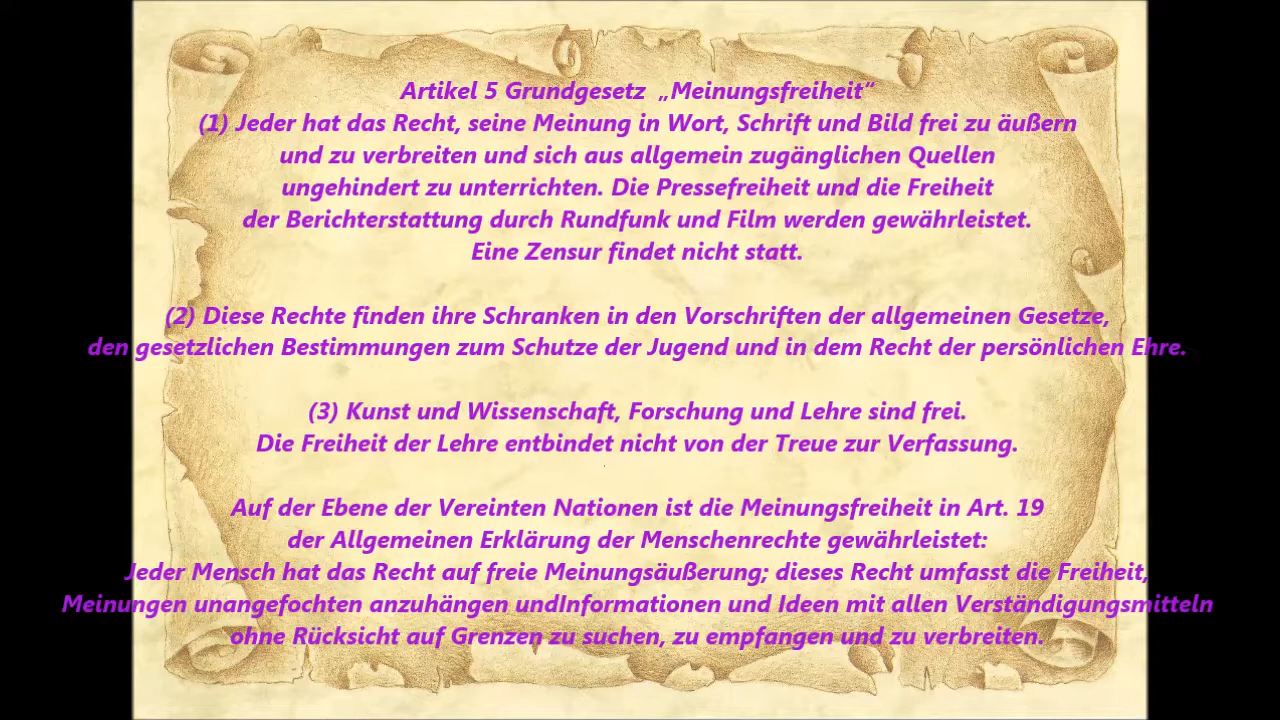 Artikel 5 Grundgesetz „Meinungsfreiheit“
(1) Jeder hat das Recht, seine Meinung in Wort, Schrift und Bild frei zu äußern
und zu verbreiten und sich aus allgemein zugänglichen Quellen
ungehindert zu unterrichten. Die Pressefreiheit und die Freiheit
der Berichterstattung durch Rundfunk und Film werden gewährleistet.
Eine Zensur findet nicht statt.
(2) Diese Rechte finden ihre Schranken in den Vorschriften der allgemeinen Gesetze,
den gesetzlichen Bestimmungen zum Schutze der Jugend und in dem Recht der persönlichen Ehre.
(3) Kunst und Wissenschaft, Forschung und Lehre sind frei.
Die Freiheit der Lehre entbindet nicht von der Treue zur Verfassung.
Auf der Ebene der Vereinten Nationen ist die Meinungsfreiheit in Art. 19
der Allgemeinen Erklärung der Menschenrechte gewährleistet:
Jeder Mensch hat das Recht auf freie Meinungsäußerung; dieses Recht umfasst die Freiheit,
Meinungen unangefochten anzuhängen undInformationen und Ideen mit allen Verständigungsmitteln
ohne Rücksicht auf Grenzen zu suchen, zu empfangen und zu verbreiten.